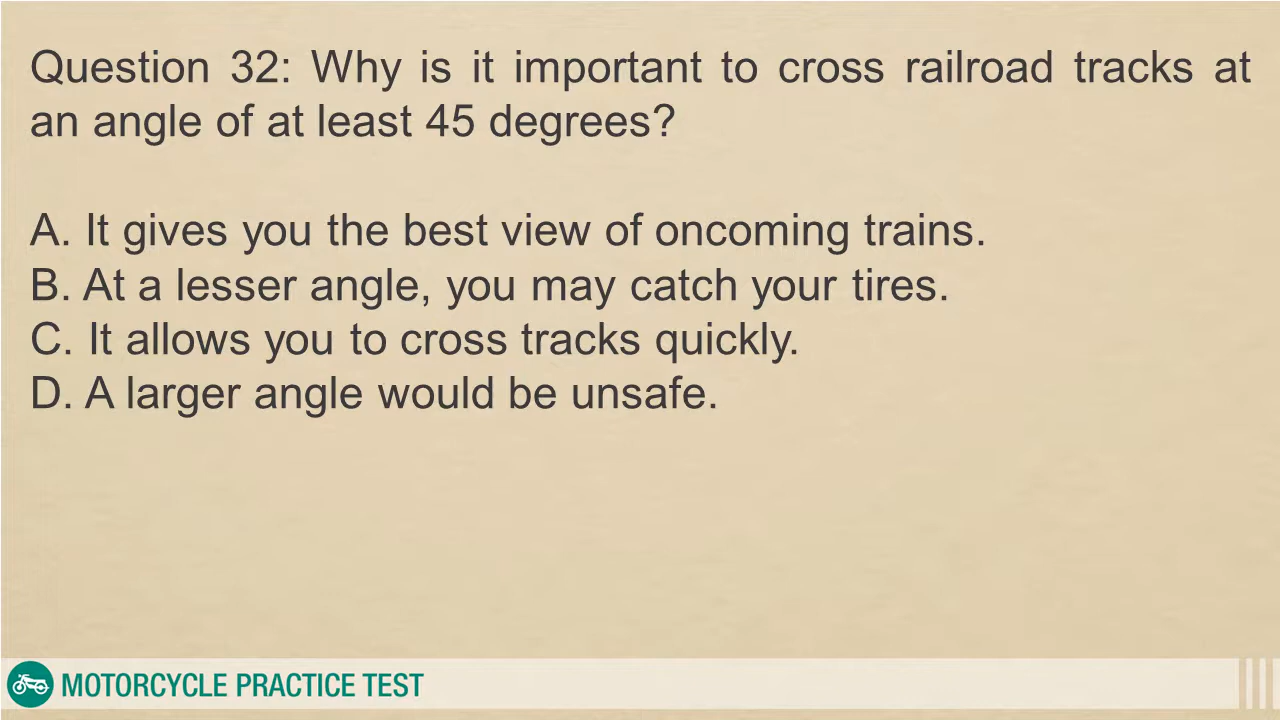 Question 32: Why is it important to cross railroad tracks at
an angle of at least 45 degrees?
A. It gives you the best view of oncoming trains.
B. At a lesser angle, you may catch your tires.
C. It allows you to cross tracks quickly.
D. A larger angle would be unsafe.
MOTORCYCLE PRACTICE TEST